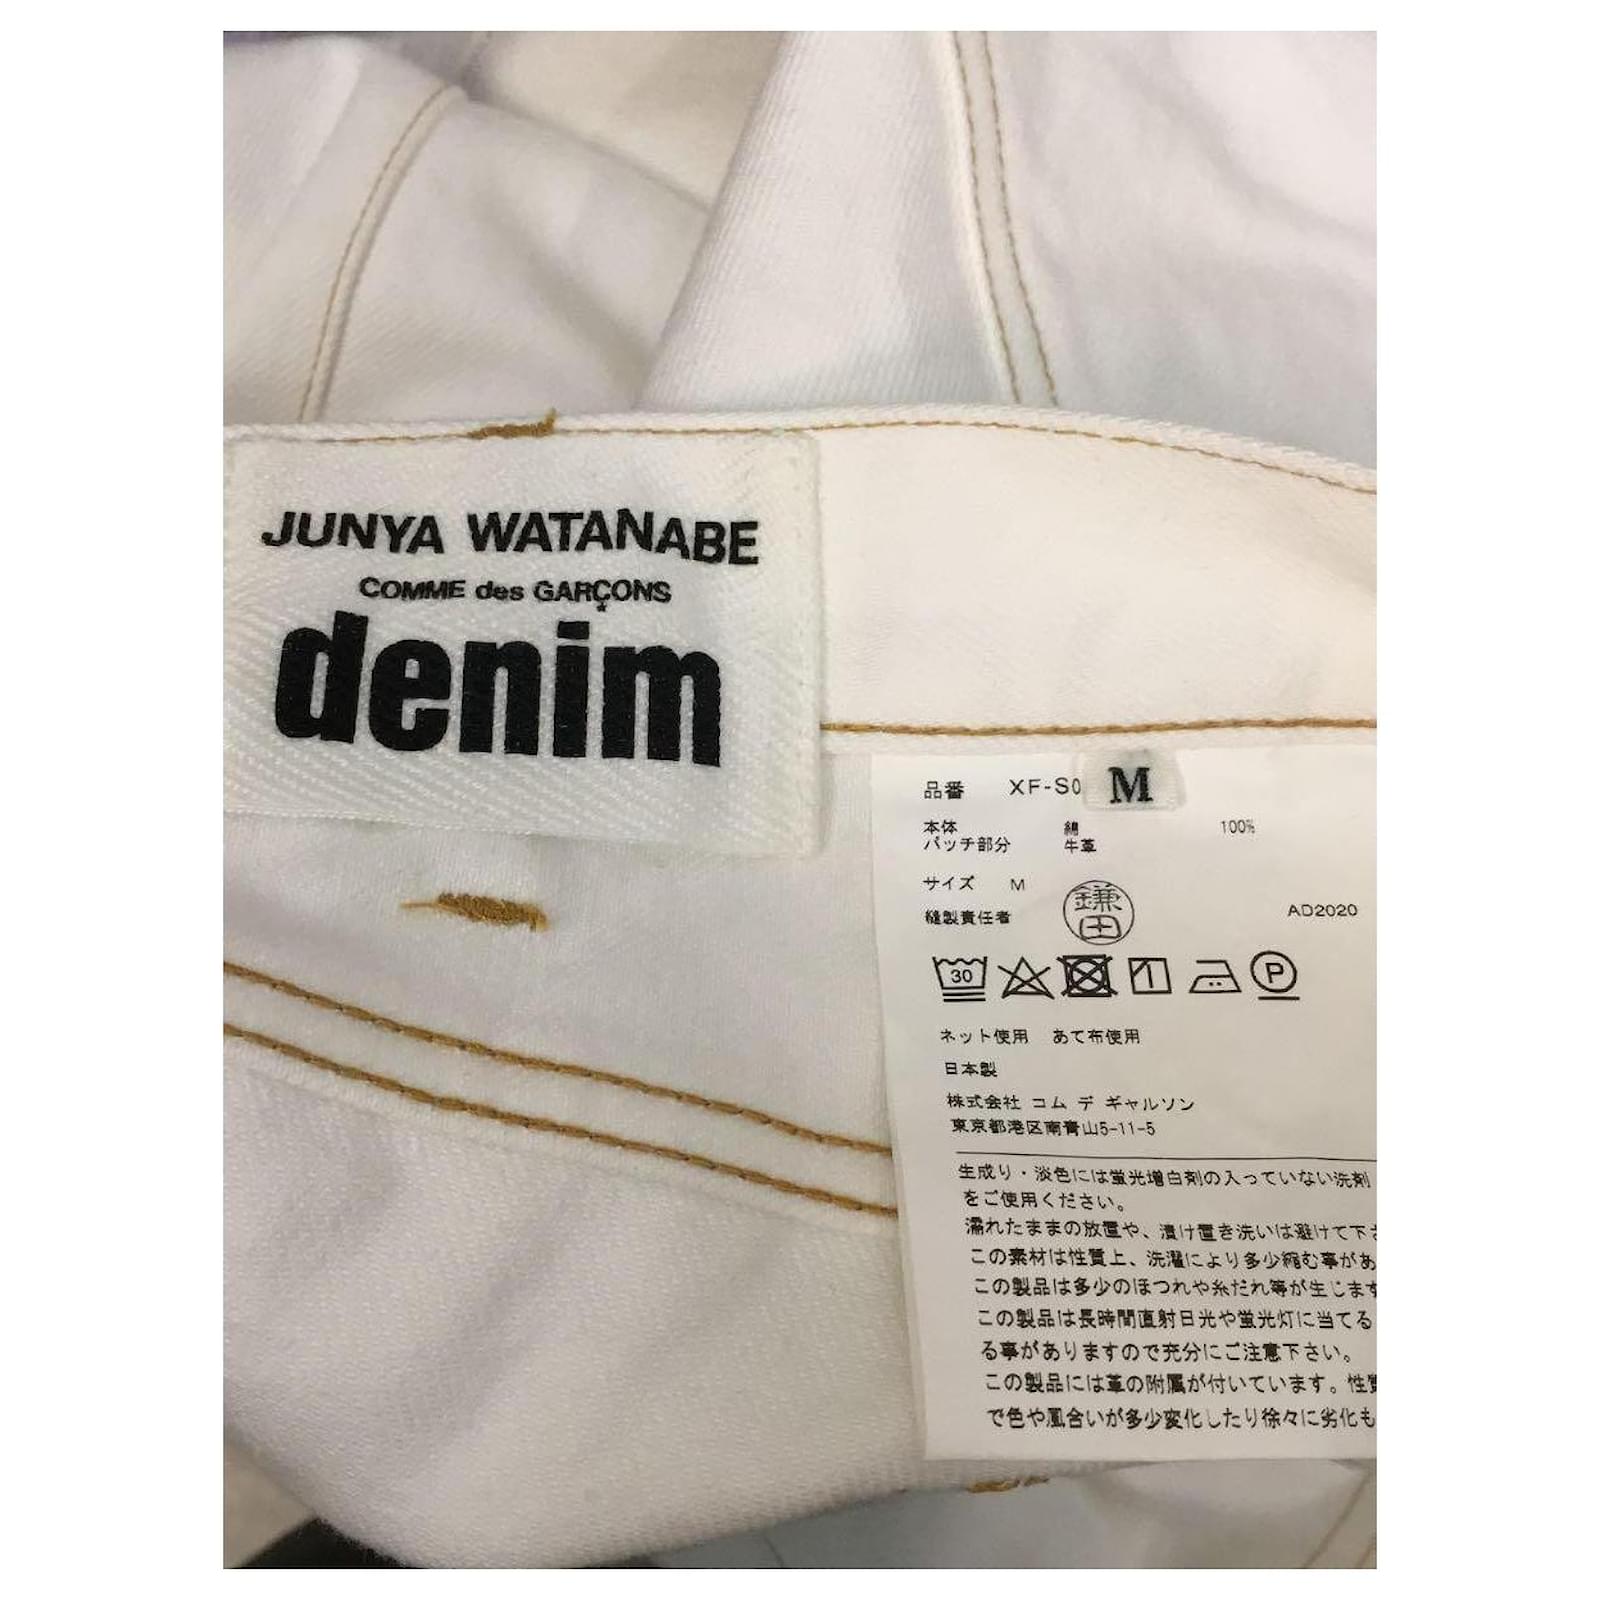 JUNYA WATANABE
COMME des GARÇONS
denim
品番 XF-S0
M
本体 綿 100%
パッチ部分 牛革
サイズ M
縫製責任者 鎌田 AD2020
30 P
ネット使用 あて布使用
日本製
株式会社 コム デ ギャルソン
東京都港区南青山5-11-5
生成り・淡色には蛍光増白剤の入っていない洗剤
をご使用ください。
濡れたままの放置や、漬け置き洗いは避けて下さ
この素材は性質上、洗濯により多少縮む事があ
この製品は多少のほつれや糸だれ等が生じます
この製品は長時間直射日光や蛍光灯に当てる
る事がありますので充分にご注意下さい。
この製品には革の附属が付いています。性質
で色や風合いが多少変化したり徐々に劣化も